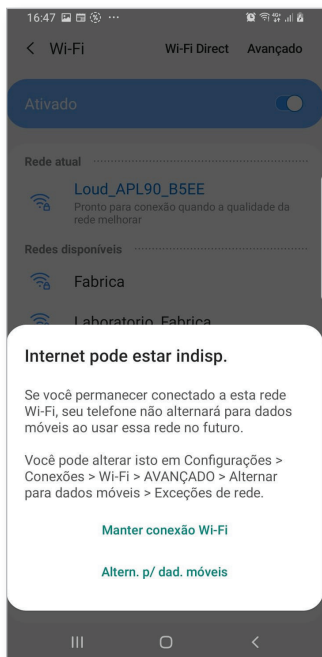 16:47
Wi-Fi Wi-Fi Direct Avançado
Ativado
Rede atual
Loud_APL90_B5EE
Pronto para conexão quando a qualidade da
rede melhorar
Redes disponíveis
Fabrica
Laboratorio_Fabrica
Internet pode estar indisp.
Se você permanecer conectado a esta rede
Wi-Fi, seu telefone não alternará para dados
móveis ao usar essa rede no futuro.
Você pode alterar isto em Configurações >
Conexões > Wi-Fi > AVANÇADO > Alternar
para dados móveis > Exceções de rede.
Manter conexão Wi-Fi
Altern. p/ dad. móveis